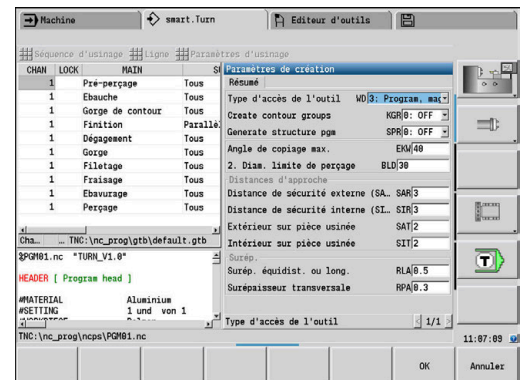 Machine
smart.Turn
Editeur d'outils
Séquence d'usinage Ligne Paramètres d'usinage
CHAN LOCK MAIN
1 Pré-perçage Tous
1 Ebauche Tous
1 Gorge de contour Tous
1 Finition Parallè
1 Dégagement Tous
1 Gorge Tous
1 Filetage Tous
1 Fraisage Tous
1 Ebavurage Tous
1 Perçage Tous
Cha… … TNC:\nc_prog\gtb\default.gtb
%PGM01.nc "TURN_V1.0"
HEADER [ Program head ]
#MATERIAL Aluminium
#SETTING 1 und von 1
TNC:\nc_prog\ncps\PGM01.nc
Paramètres de création
Résumé
Type d'accès de l'outil WD 3: Program, mag
Create contour groups KGR 0: OFF
Generate structure pgm SPR 0: OFF
Angle de copiage max. EKW 40
2. Diam. limite de perçage BLD 30
Distances d'approche
Distance de sécurité externe (SA… SAR 3
Distance de sécurité interne (SI… SIR 3
Extérieur sur pièce usinée SAT 2
Intérieur sur pièce usinée SIT 2
Surép.
Surép. équidist. ou long. RLA 0.5
Surépaisseur transversale RPA 0.3
Type d'accès de l'outil 1/1
T
11:07:09
OK
Annuler